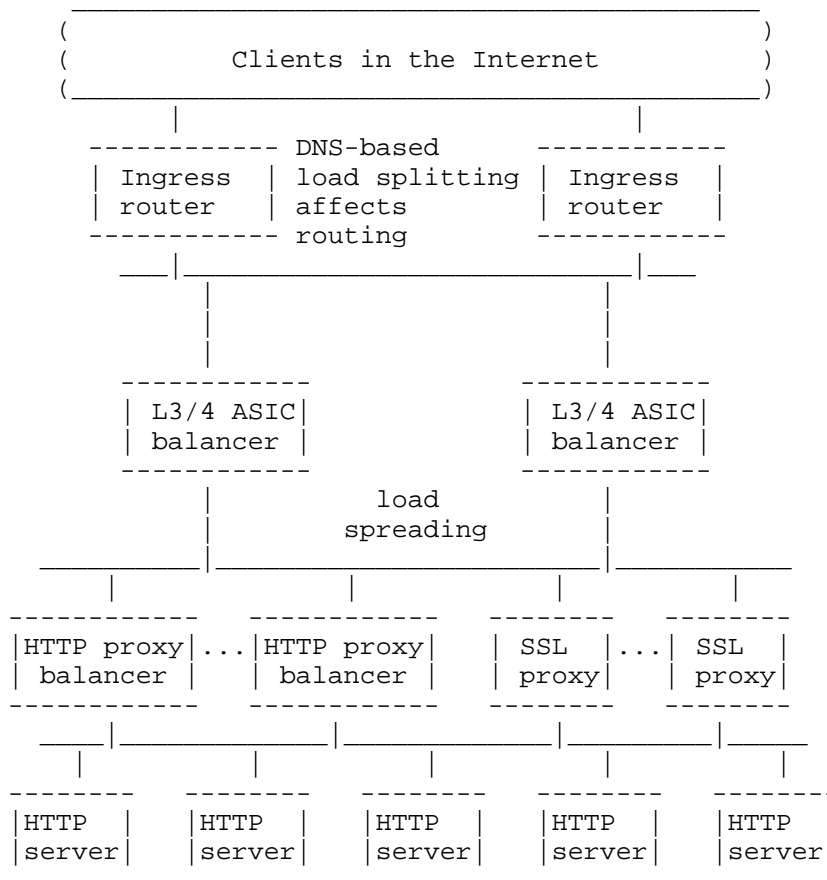 Clients in the Internet
DNS-based
Ingress load splitting Ingress
router affects router
routing
L3/4 ASIC L3/4 ASIC
balancer balancer
load
spreading
HTTP proxy ... HTTP proxy SSL ... SSL
balancer balancer proxy proxy
HTTP HTTP HTTP HTTP HTTP
server server server server server